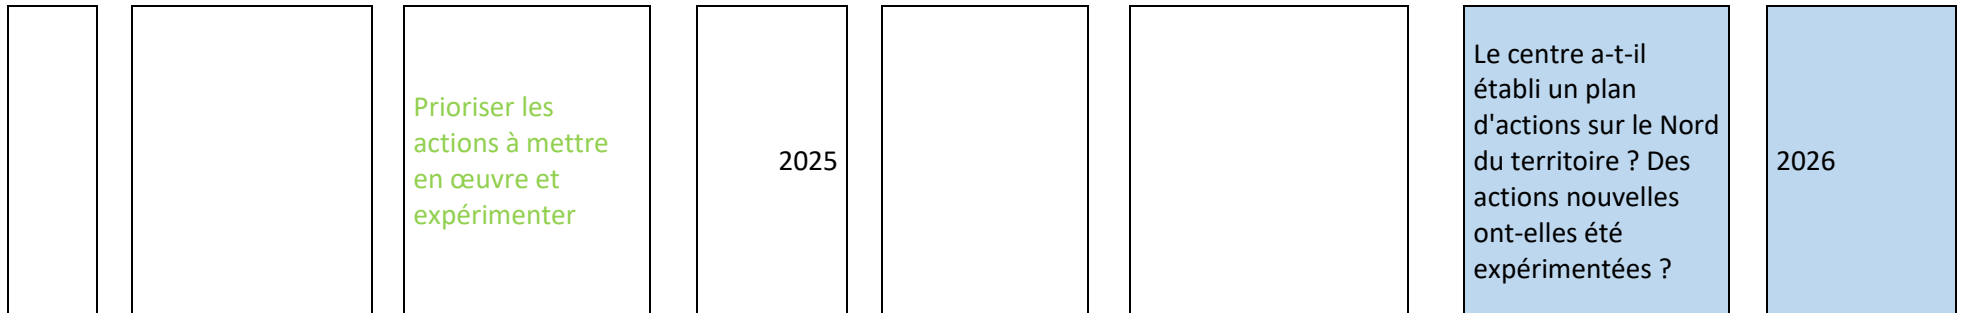 Prioriser les
actions à mettre
en œuvre et
expérimenter
2025
Le centre a-t-il
établi un plan
d'actions sur le Nord
du territoire ? Des
actions nouvelles
ont-elles été
expérimentées ?
2026